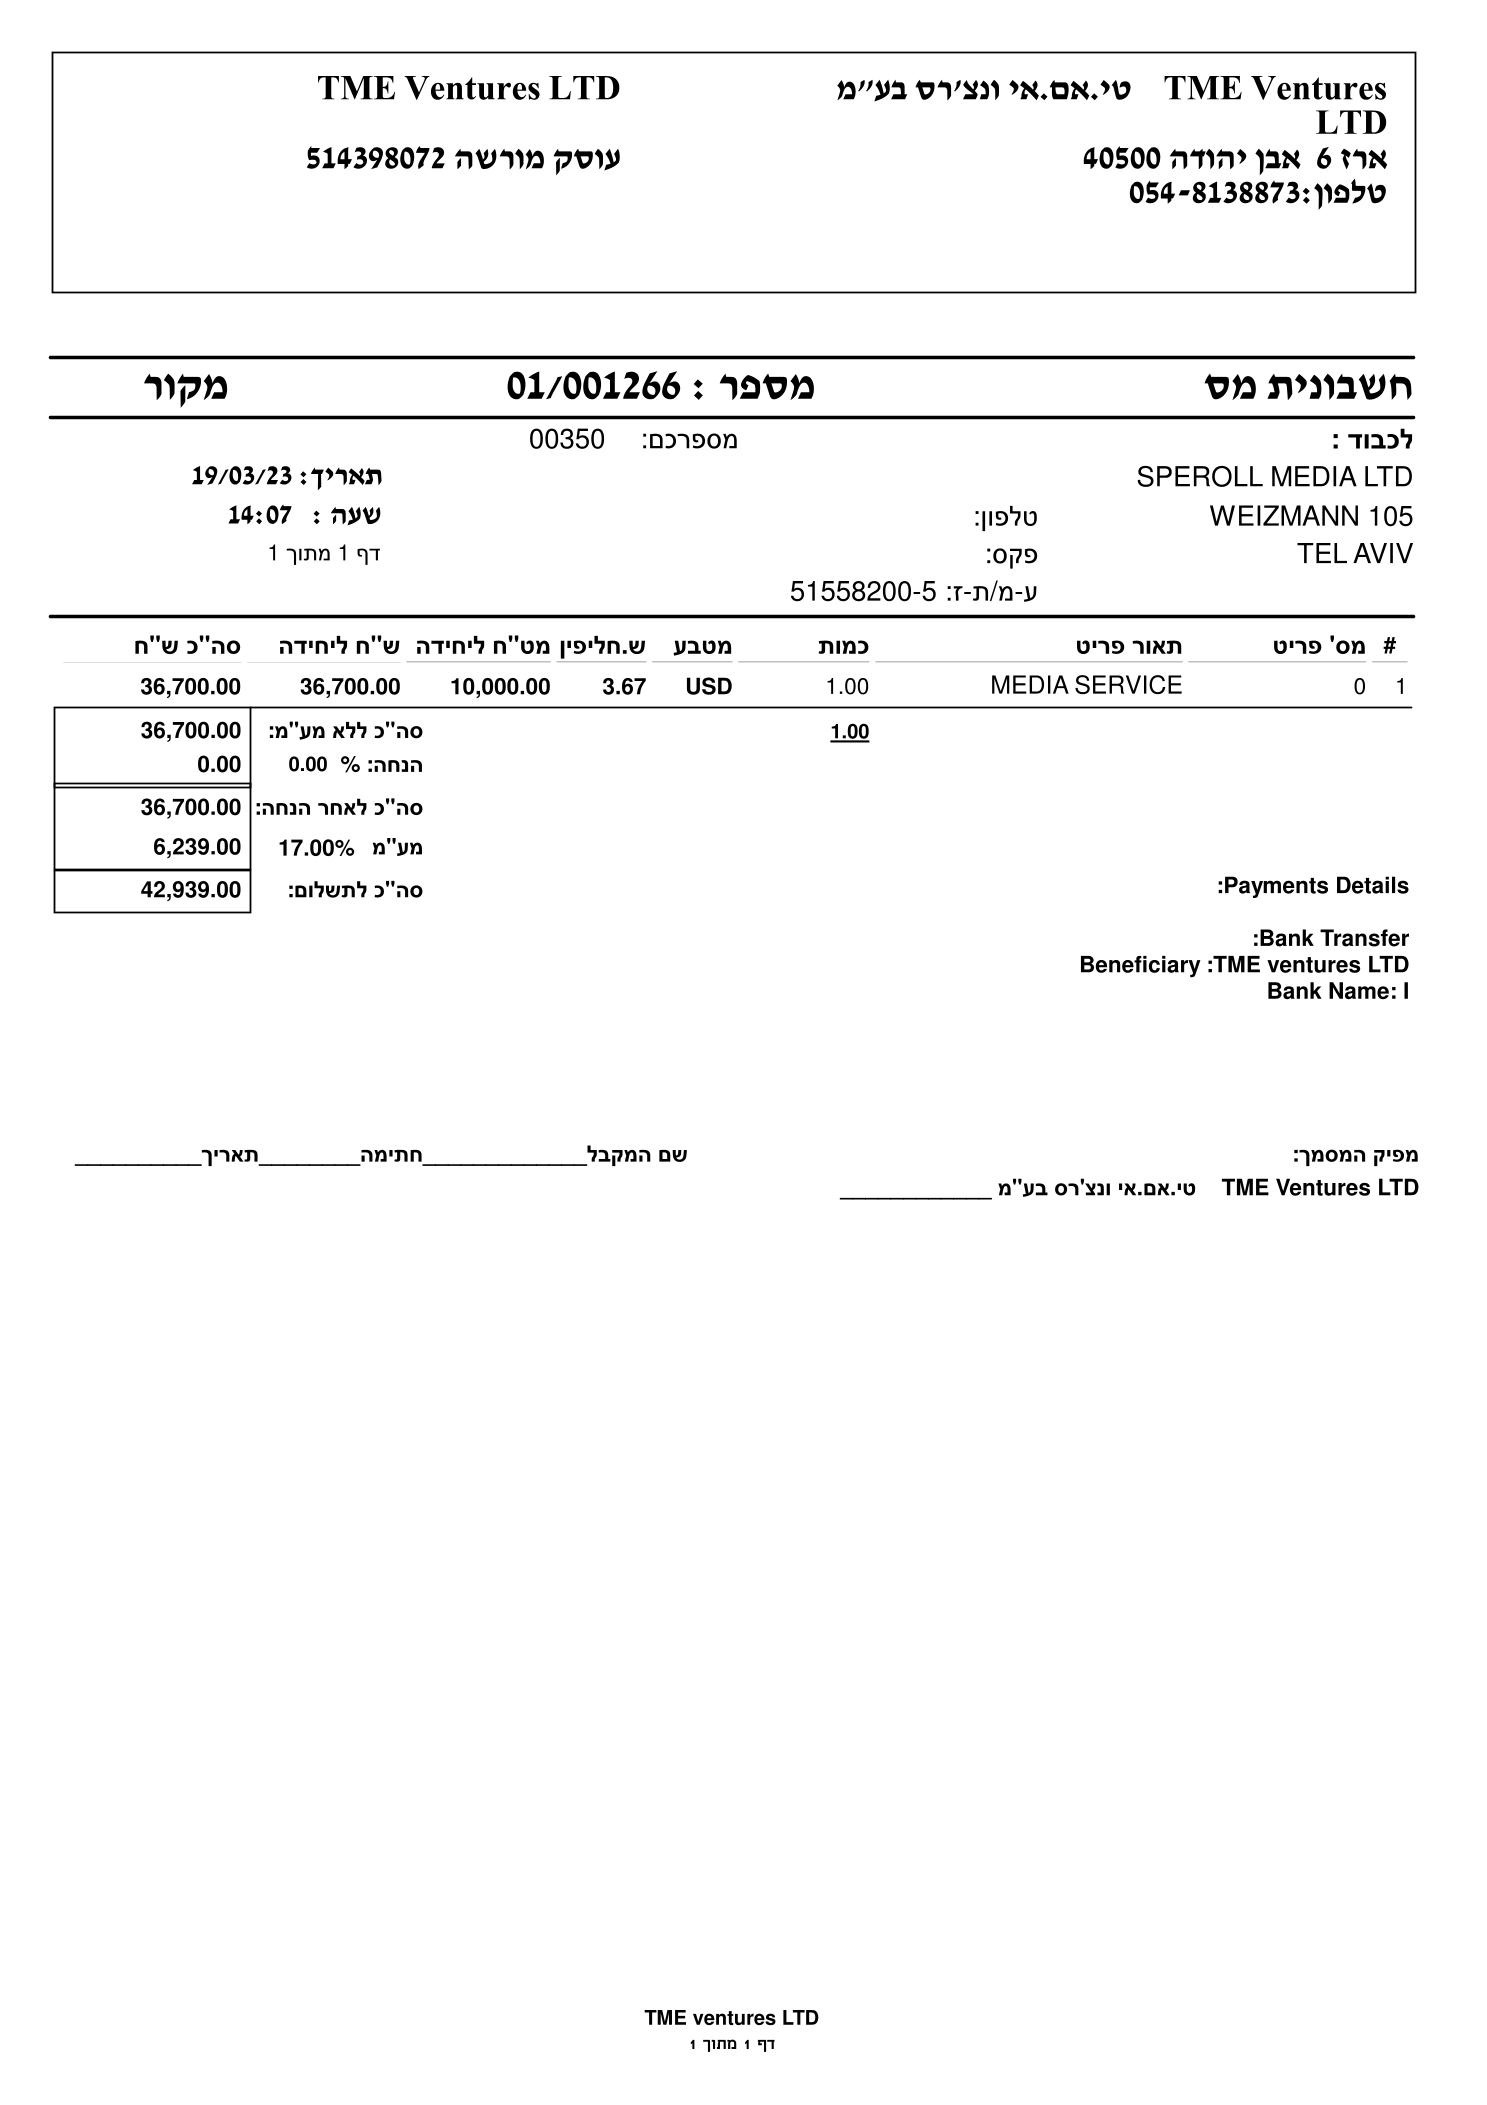 TME Ventures טי.אם.אי ונצ'רס בע"מ
LTD
ארז 6 אבן יהודה 40500
טלפון:054-8138873
TME Ventures LTD
עוסק מורשה 514398072
חשבונית מס מספר : 01/001266 מקור
לכבוד : מספרכם: 00350
SPEROLL MEDIA LTD תאריך: 19/03/23
WEIZMANN 105 טלפון: שעה : 14:07
TEL AVIV פקס: דף 1 מתוך 1
ע-מ/ת-ז: 51558200-5
# מס' פריט תאור פריט כמות מטבע ש.חליפין מט"ח ליחידה ש"ח ליחידה סה"כ ש"ח
1 0 MEDIA SERVICE 1.00 USD 3.67 10,000.00 36,700.00 36,700.00
1.00 סה"כ ללא מע"מ: 36,700.00
הנחה: % 0.00 0.00
סה"כ לאחר הנחה: 36,700.00
מע"מ 17.00% 6,239.00
סה"כ לתשלום: 42,939.00
:Payments Details
:Bank Transfer
Beneficiary :TME ventures LTD
Bank Name: I
מפיק המסמך: שם המקבל_____________חתימה________תאריך__________
TME Ventures LTD טי.אם.אי ונצ'רס בע"מ ____________
TME ventures LTD
דף 1 מתוך 1